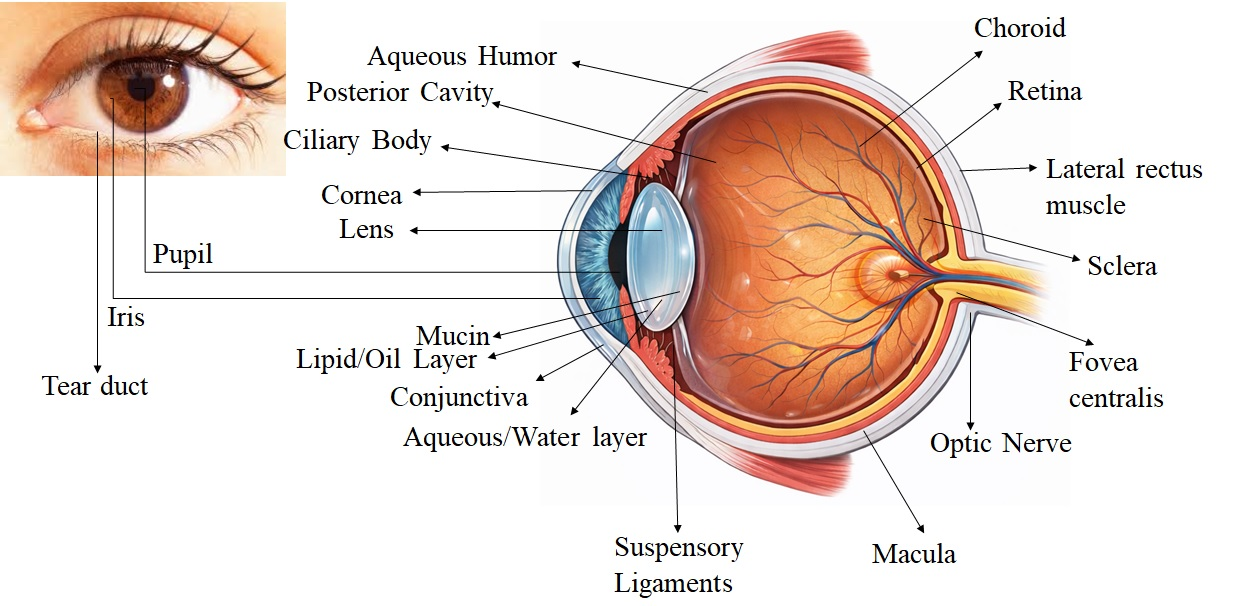 Choroid
Aqueous Humor
Posterior Cavity
Retina
Ciliary Body
Lateral rectus
muscle
Cornea
Lens
Pupil
Sclera
Iris
Mucin
Lipid/Oil Layer
Fovea
centralis
Tear duct
Conjunctiva
Aqueous/Water layer
Optic Nerve
Suspensory
Ligaments
Macula